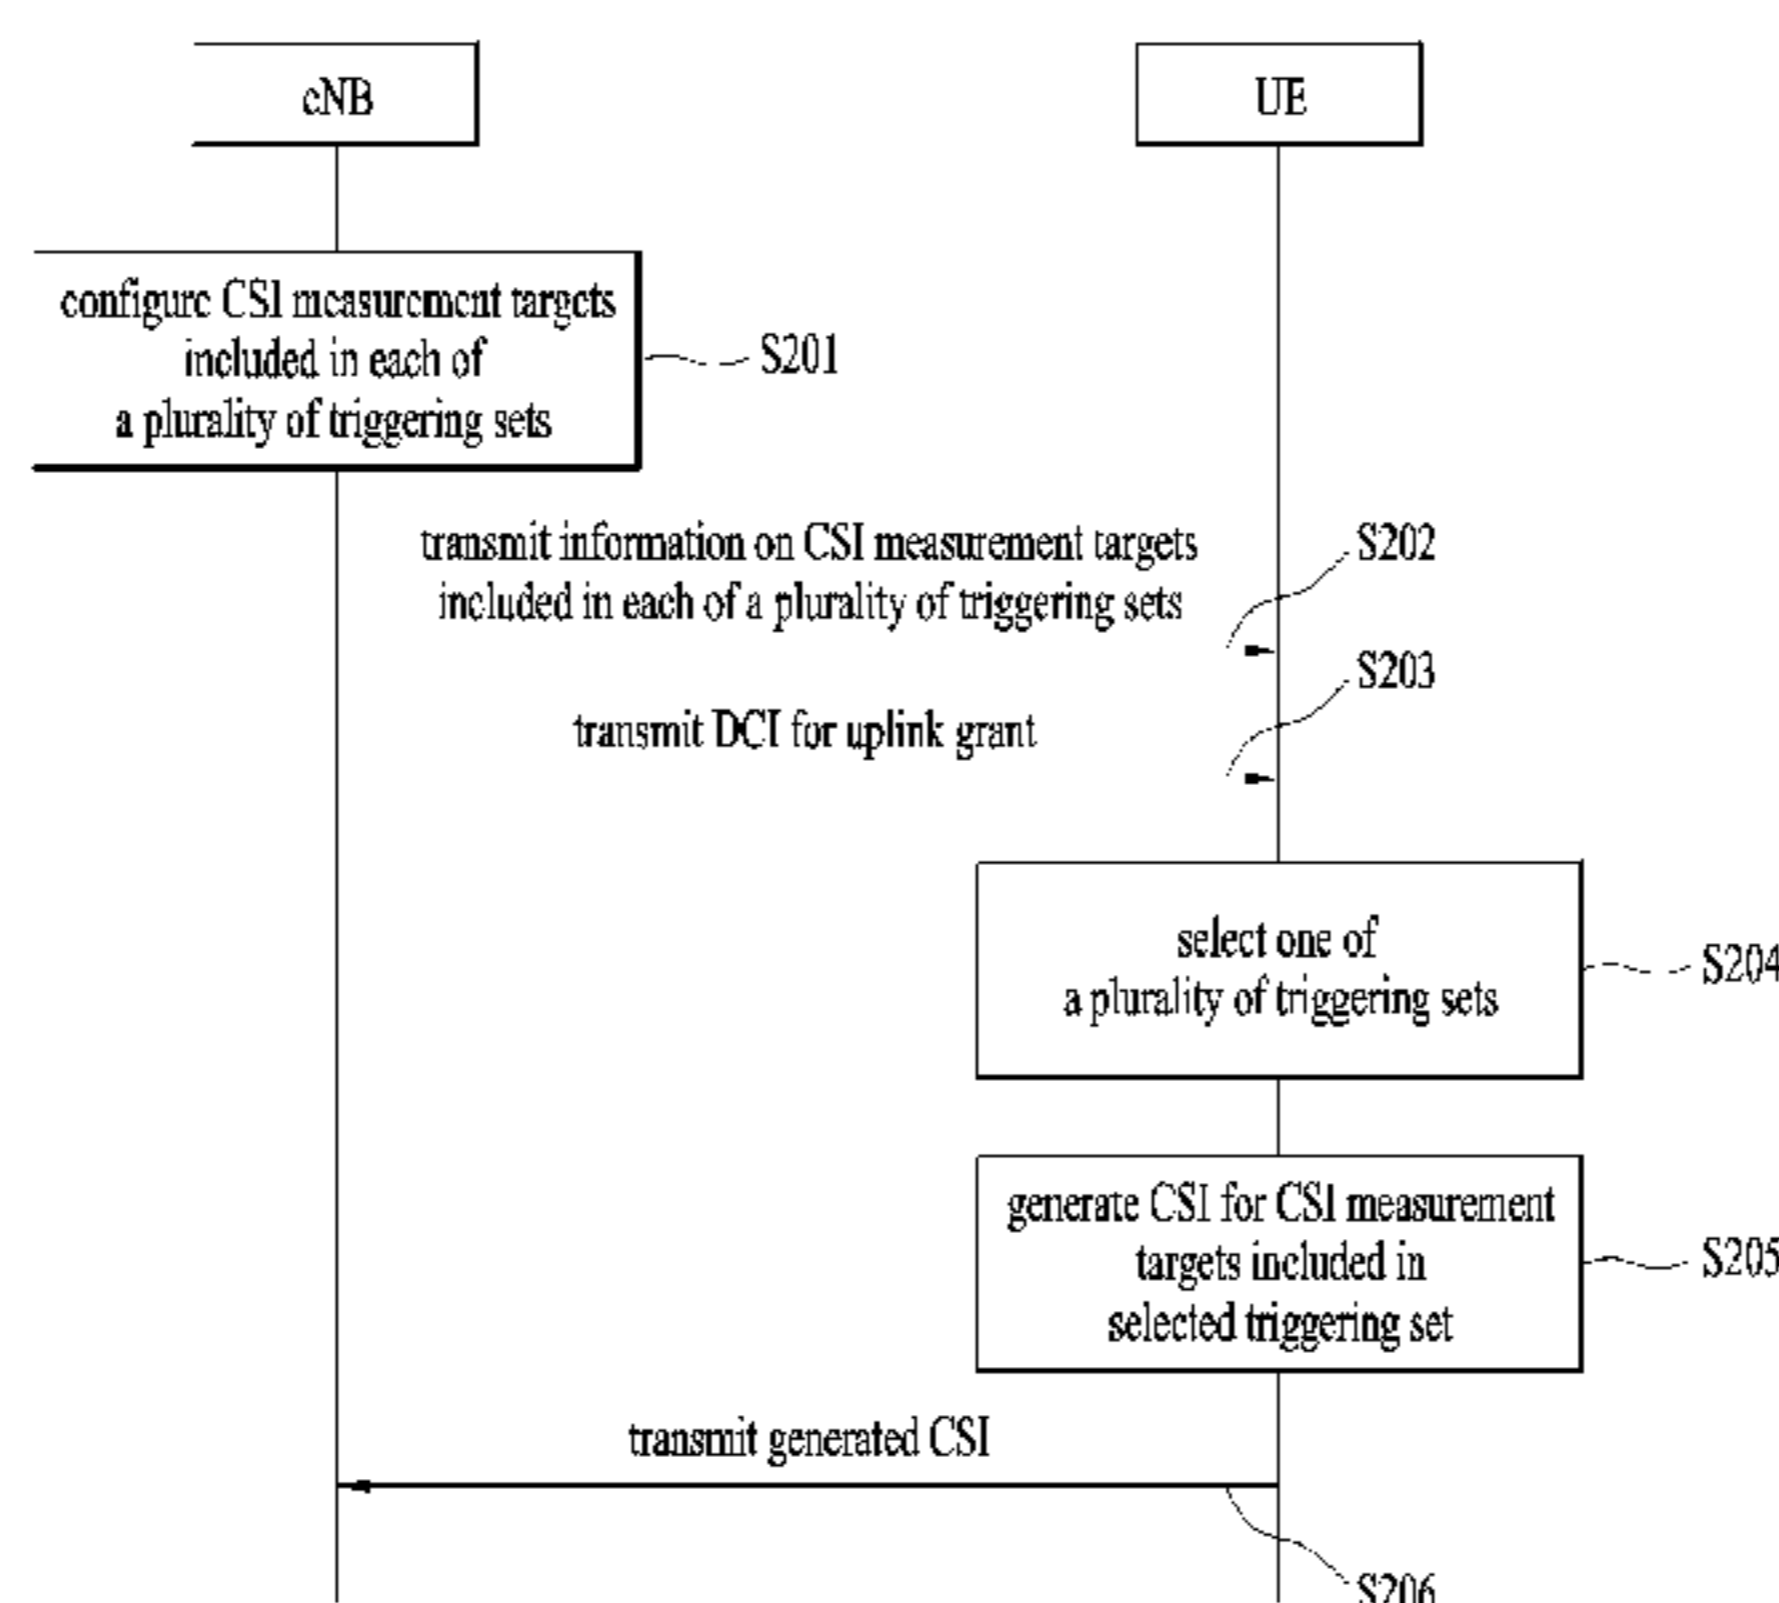 eNB
UE
configure CSI measurement targets
included in each of
a plurality of triggering sets
S201
transmit information on CSI measurement targets
included in each of a plurality of triggering sets
S202
S203
transmit DCI for uplink grant
select one of
a plurality of triggering sets
S204
generate CSI for CSI measurement
targets included in
selected triggering set
S205
transmit generated CSI
S206